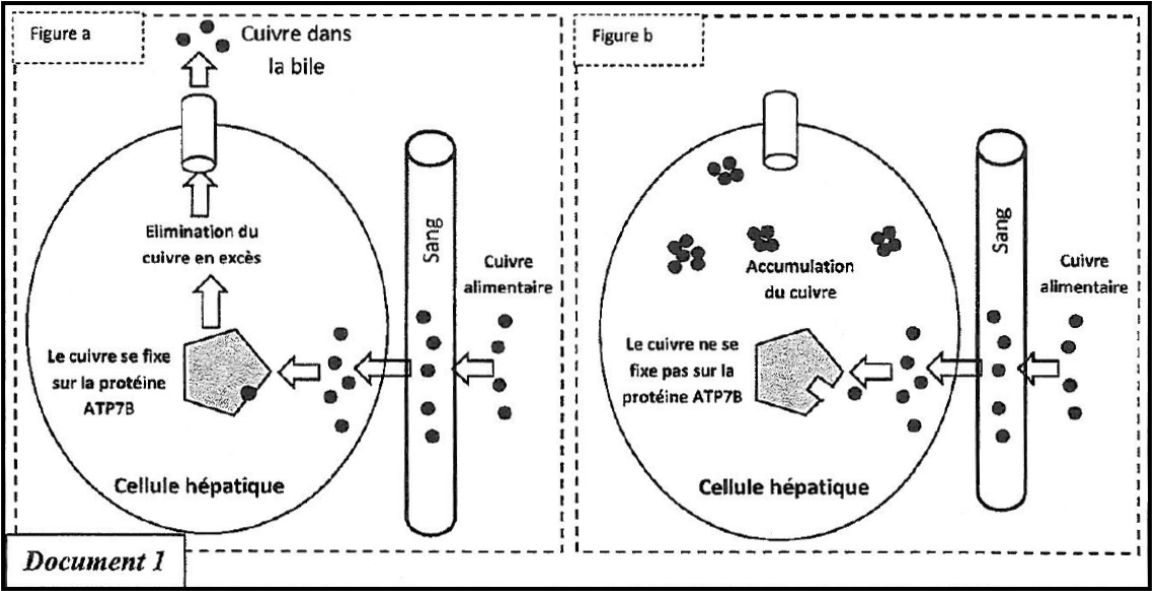 Figure a
Cuivre dans
la bile
Elimination du
cuivre en excès
Sang
Cuivre
alimentaire
Le cuivre se fixe
sur la protéine
ATP7B
Cellule hépatique
Figure b
Accumulation
du cuivre
Sang
Cuivre
alimentaire
Le cuivre ne se
fixe pas sur la
protéine ATP7B
Cellule hépatique
Document 1